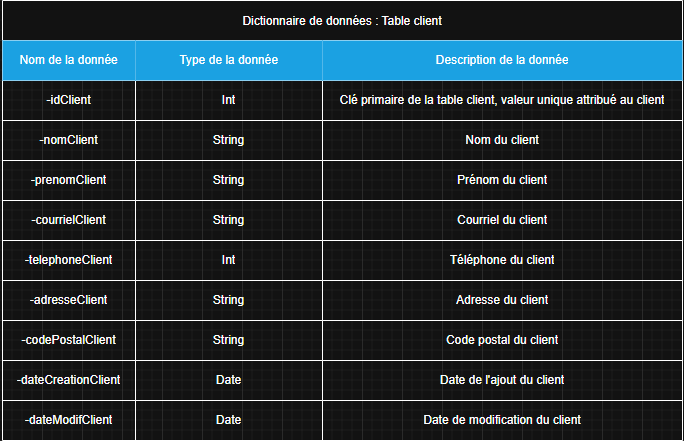 Dictionnaire de données : Table client
Nom de la donnée Type de la donnée Description de la donnée
-idClient Int Clé primaire de la table client, valeur unique attribué au client
-nomClient String Nom du client
-prenomClient String Prénom du client
-courrielClient String Courriel du client
-telephoneClient Int Téléphone du client
-adresseClient String Adresse du client
-codePostalClient String Code postal du client
-dateCreationClient Date Date de l'ajout du client
-dateModifClient Date Date de modification du client